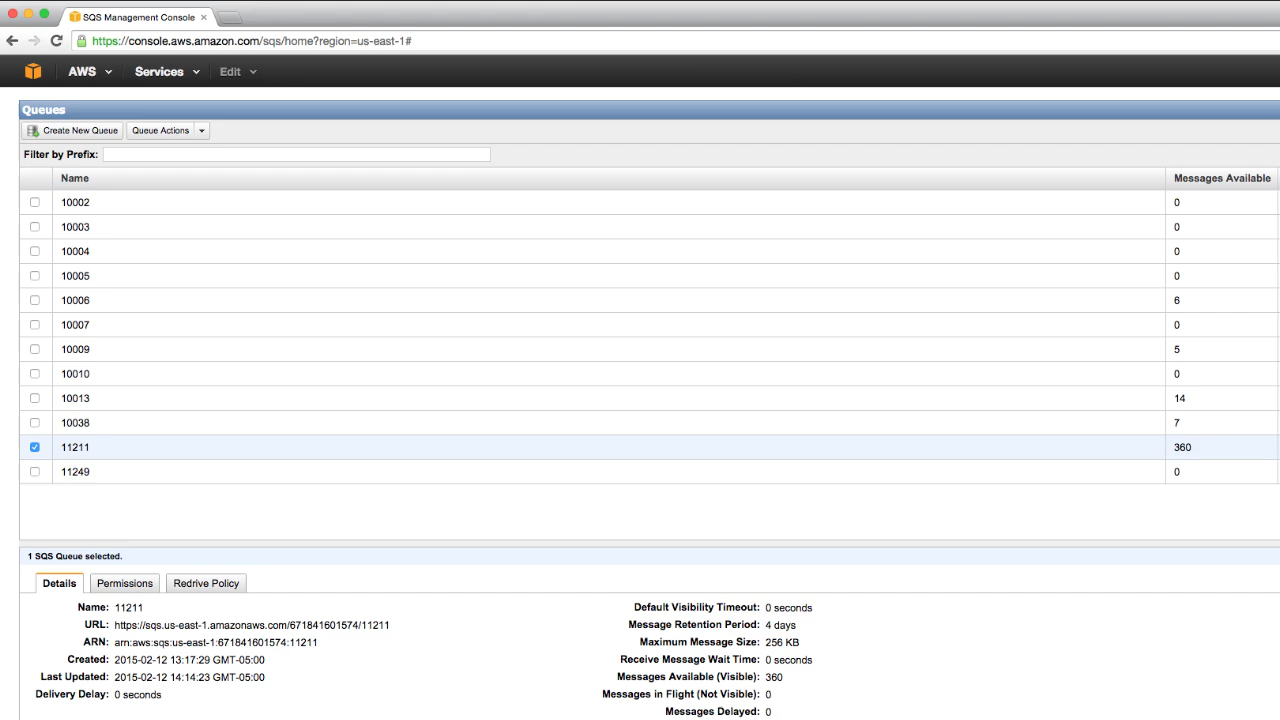 SQS Management Console
https://console.aws.amazon.com/sqs/home?region=us-east-1#
AWS Services Edit
Queues
Create New Queue Queue Actions
Filter by Prefix:
Name Messages Available
10002 0
10003 0
10004 0
10005 0
10006 6
10007 0
10009 5
10010 0
10013 14
10038 7
11211 360
11249 0
1 SQS Queue selected.
Details Permissions Redrive Policy
Name: 11211 Default Visibility Timeout: 0 seconds
URL: https://sqs.us-east-1.amazonaws.com/671841601574/11211 Message Retention Period: 4 days
ARN: arn:aws:sqs:us-east-1:671841601574:11211 Maximum Message Size: 256 KB
Created: 2015-02-12 13:17:29 GMT-05:00 Receive Message Wait Time: 0 seconds
Last Updated: 2015-02-12 14:14:23 GMT-05:00 Messages Available (Visible): 360
Delivery Delay: 0 seconds Messages in Flight (Not Visible): 0
Messages Delayed: 0